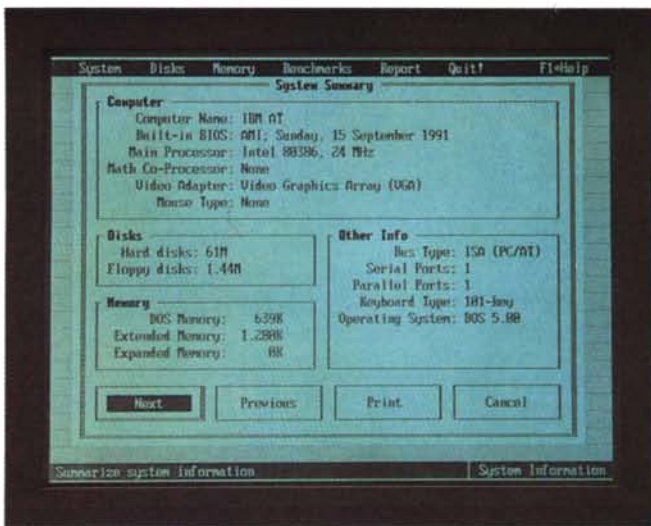 System Disks Memory Benchmarks Report Quit! F1=Help
System Summary
Computer
Computer Name: IBM AT
Built-in BIOS: AMI; Sunday, 15 September 1991
Main Processor: Intel 80386, 24 MHz
Math Co-Processor: None
Video Adapter: Video Graphics Array (VGA)
Mouse Type: None
Disks
Hard disks: 61M
Floppy disks: 1.44M
Memory
DOS Memory: 639K
Extended Memory: 1.280K
Expanded Memory: 0K
Other Info
Bus Type: ISA (PC/AT)
Serial Ports: 1
Parallel Ports: 1
Keyboard Type: 101-key
Operating System: DOS 5.00
Next Previous Print Cancel
Summarize system information System Information